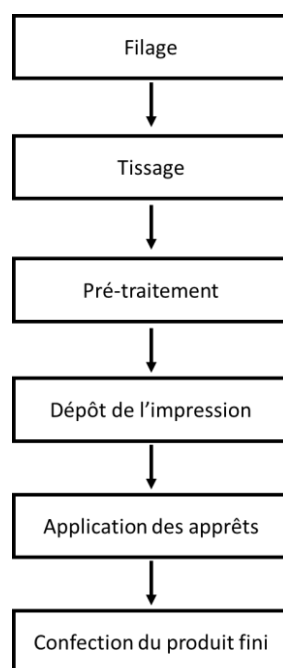 Filage
Tissage
Pré-traitement
Dépôt de l'impression
Application des apprêts
Confection du produit fini